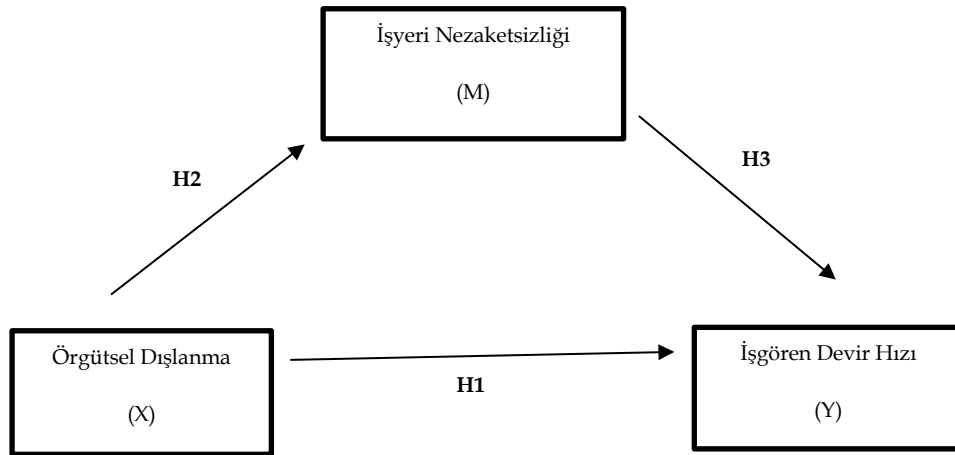 İşyeri Nezaketsizliği
(M)
H2
H3
Örgütsel Dışlanma
(X)
H1
İşgören Devir Hızı
(Y)